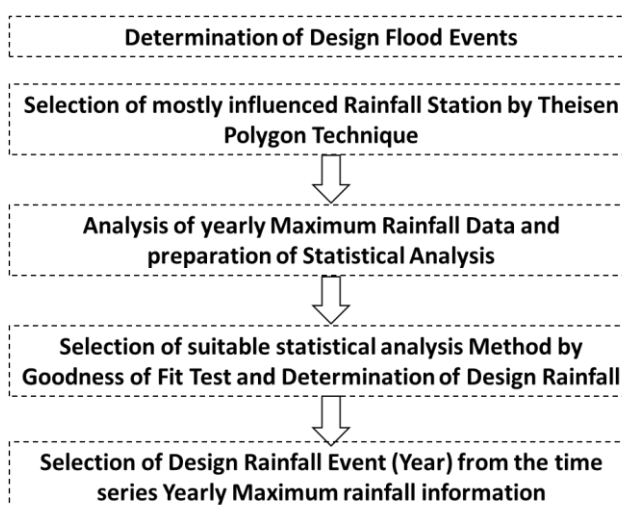 Determination of Design Flood Events
Selection of mostly influenced Rainfall Station by Theisen
Polygon Technique
Analysis of yearly Maximum Rainfall Data and
preparation of Statistical Analysis
Selection of suitable statistical analysis Method by
Goodness of Fit Test and Determination of Design Rainfall
Selection of Design Rainfall Event (Year) from the time
series Yearly Maximum rainfall information